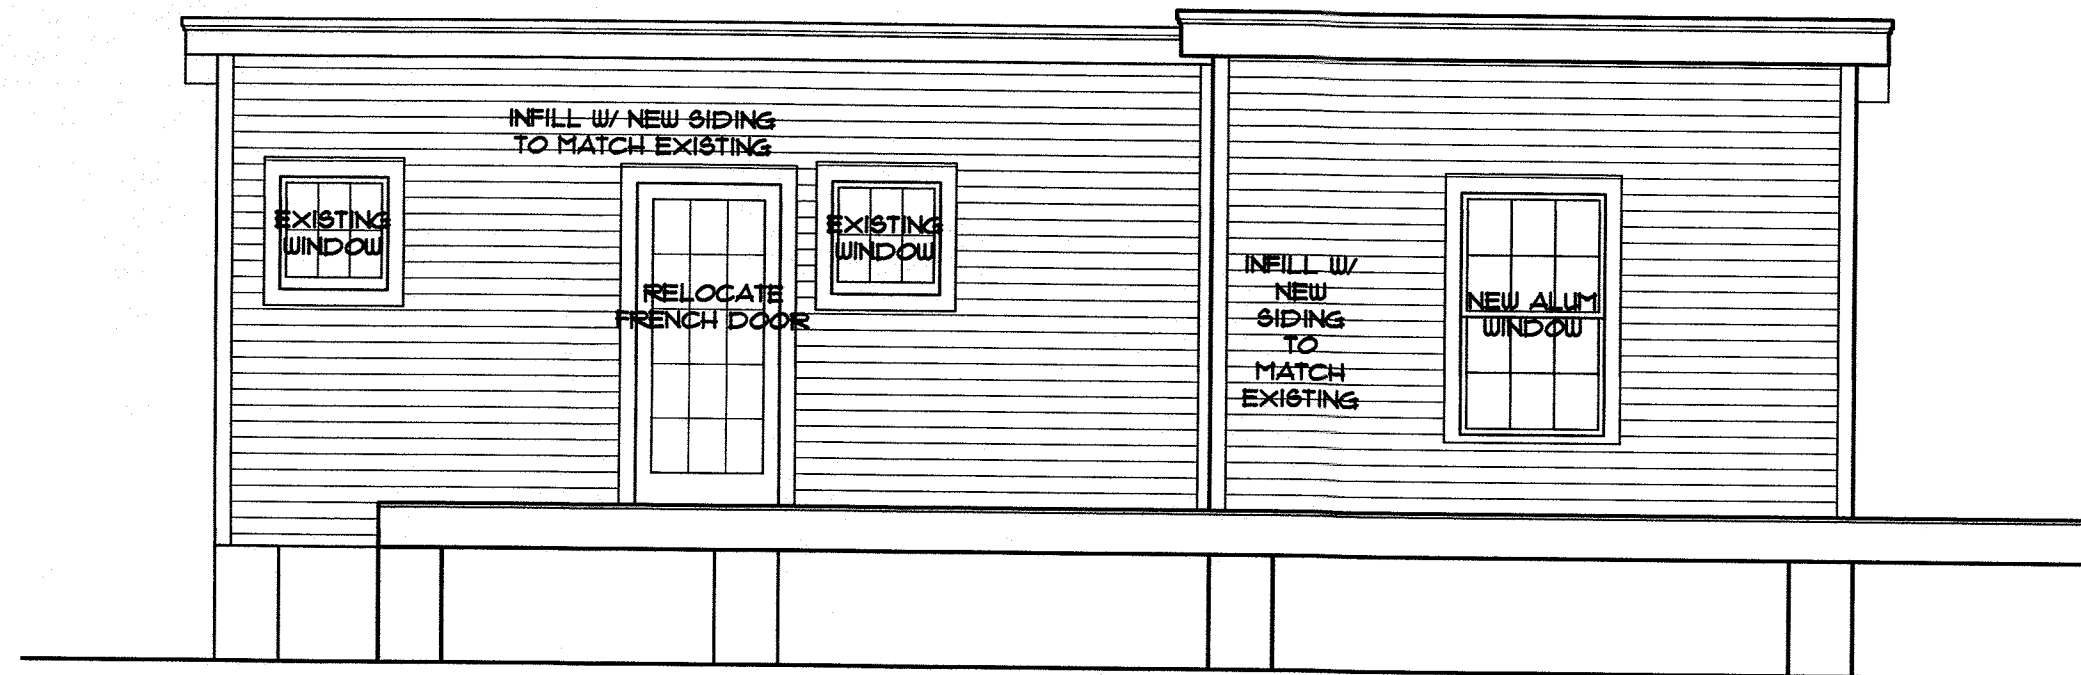 INFILL W/ NEW SIDING
TO MATCH EXISTING
EXISTING
WINDOW
RELOCATE
FRENCH DOOR
EXISTING
WINDOW
INFILL W/
NEW
SIDING
TO
MATCH
EXISTING
NEW ALUM
WINDOW